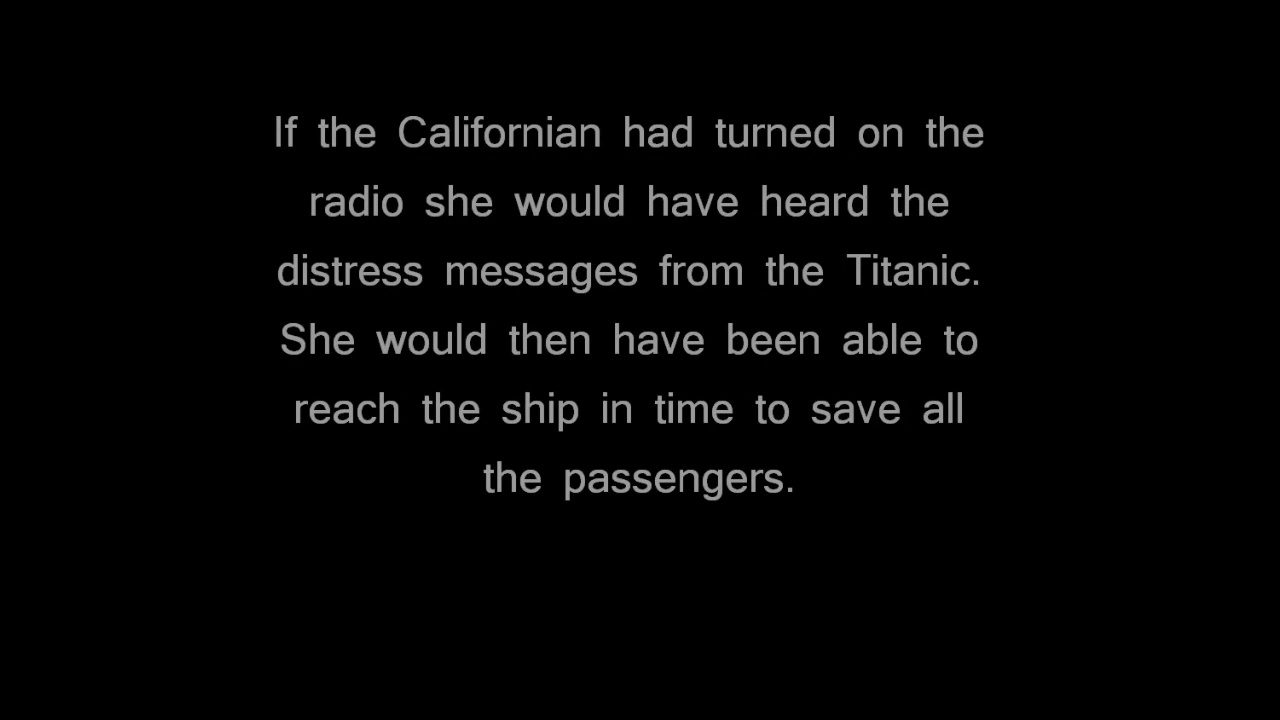 If the Californian had turned on the
radio she would have heard the
distress messages from the Titanic.
She would then have been able to
reach the ship in time to save all
the passengers.